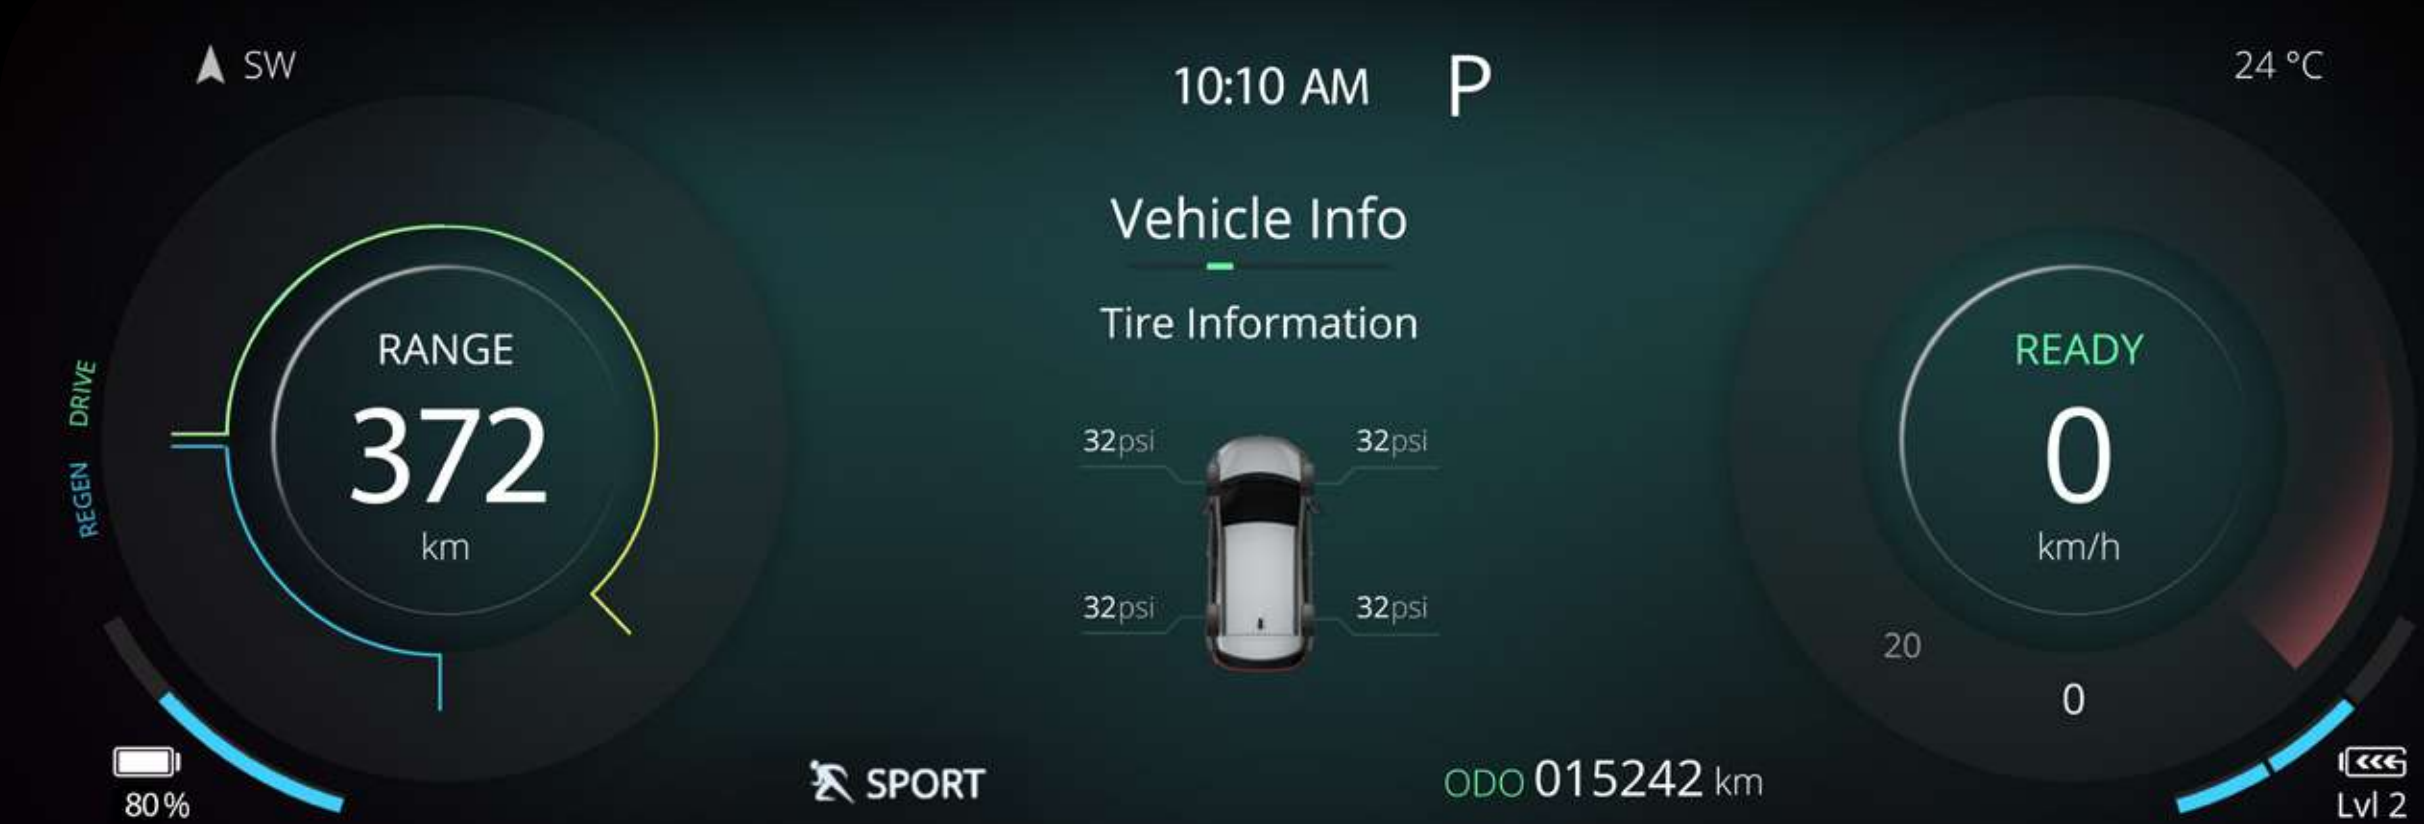 SW
10:10 AM P
24 °C
Vehicle Info
Tire Information
DRIVE
REGEN
RANGE
372
km
32psi 32psi
32psi 32psi
READY
0
km/h
20
0
80%
SPORT
ODO 015242 km
Lvl 2